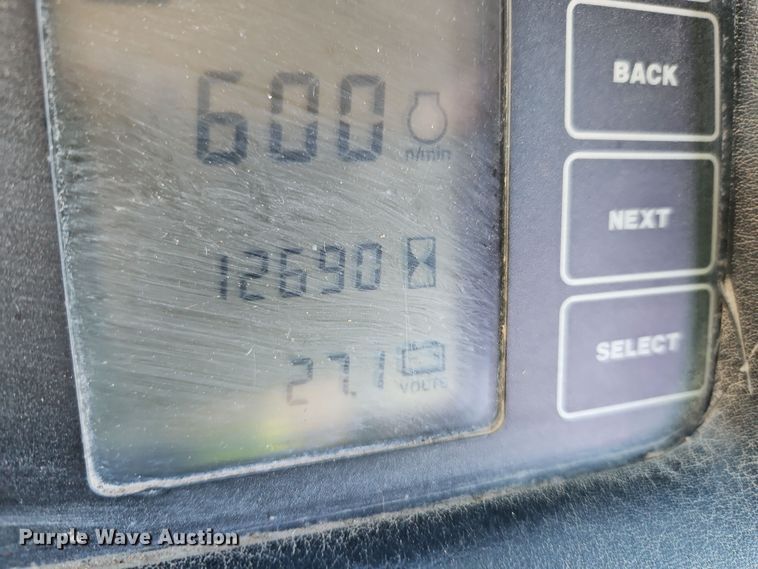 BACK
600
n/min
NEXT
12690
SELECT
27.1
VOLTS
Purple Wave Auction